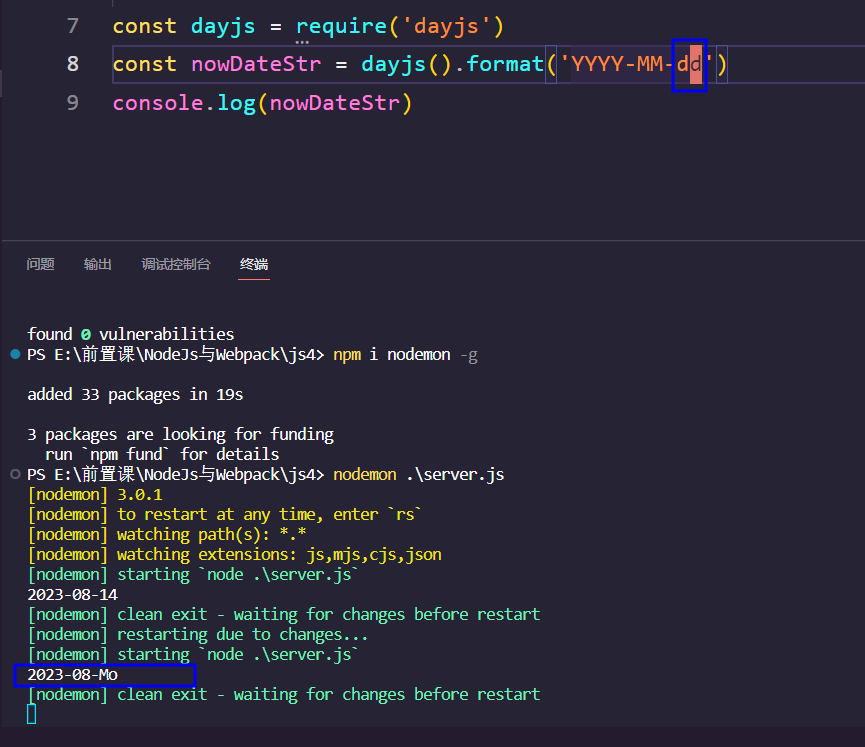 7 const dayjs = require('dayjs')
8 const nowDateStr = dayjs().format('YYYY-MM-dd')
9 console.log(nowDateStr)
问题 输出 调试控制台 终端
found 0 vulnerabilities
PS E:\前置课\NodeJs与Webpack\js4> npm i nodemon -g
added 33 packages in 19s
3 packages are looking for funding
run `npm fund` for details
PS E:\前置课\NodeJs与Webpack\js4> nodemon .\server.js
[nodemon] 3.0.1
[nodemon] to restart at any time, enter `rs`
[nodemon] watching path(s): *.*
[nodemon] watching extensions: js,mjs,cjs,json
[nodemon] starting `node .\server.js`
2023-08-14
[nodemon] clean exit - waiting for changes before restart
[nodemon] restarting due to changes...
[nodemon] starting `node .\server.js`
2023-08-Mo
[nodemon] clean exit - waiting for changes before restart